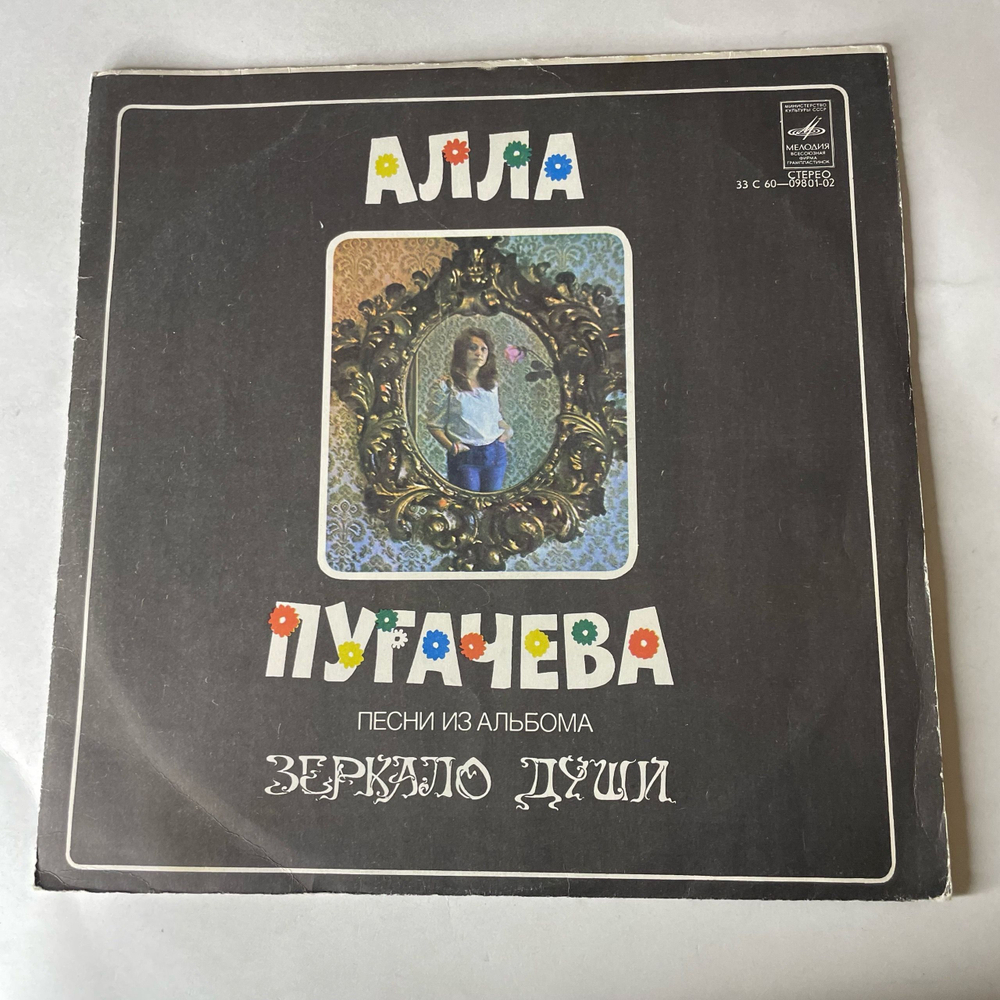 МИНИСТЕРСТВО
КУЛЬТУРЫ СССР
МЕЛОДИЯ
ВСЕСОЮЗНАЯ
ФИРМА
ГРАМПЛАСТИНОК
СТЕРЕО
33 С 60—09801-02
АЛЛА
ПУГАЧЕВА
ПЕСНИ ИЗ АЛЬБОМА
ЗЕРКАЛО ДУШИ